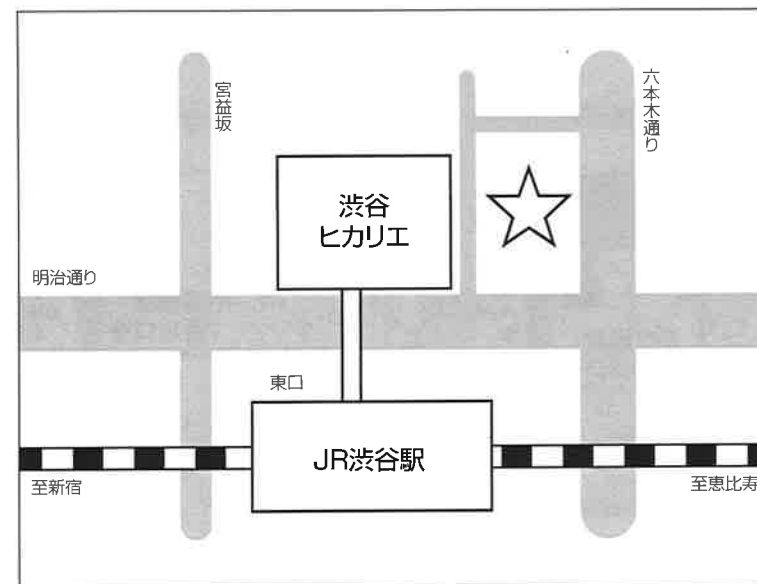 宮益坂
六本木通り
渋谷
ヒカリエ
明治通り
東口
JR渋谷駅
至新宿
至恵比寿